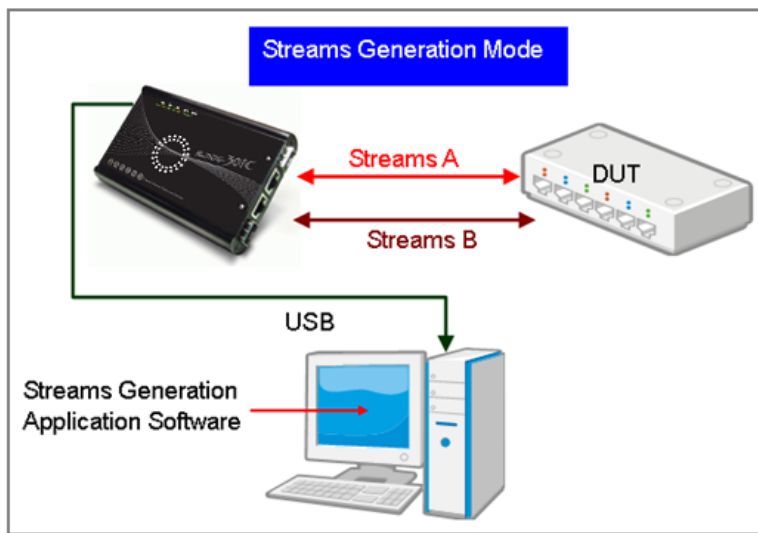 Streams Generation Mode
Streams A
DUT
Streams B
USB
Streams Generation
Application Software